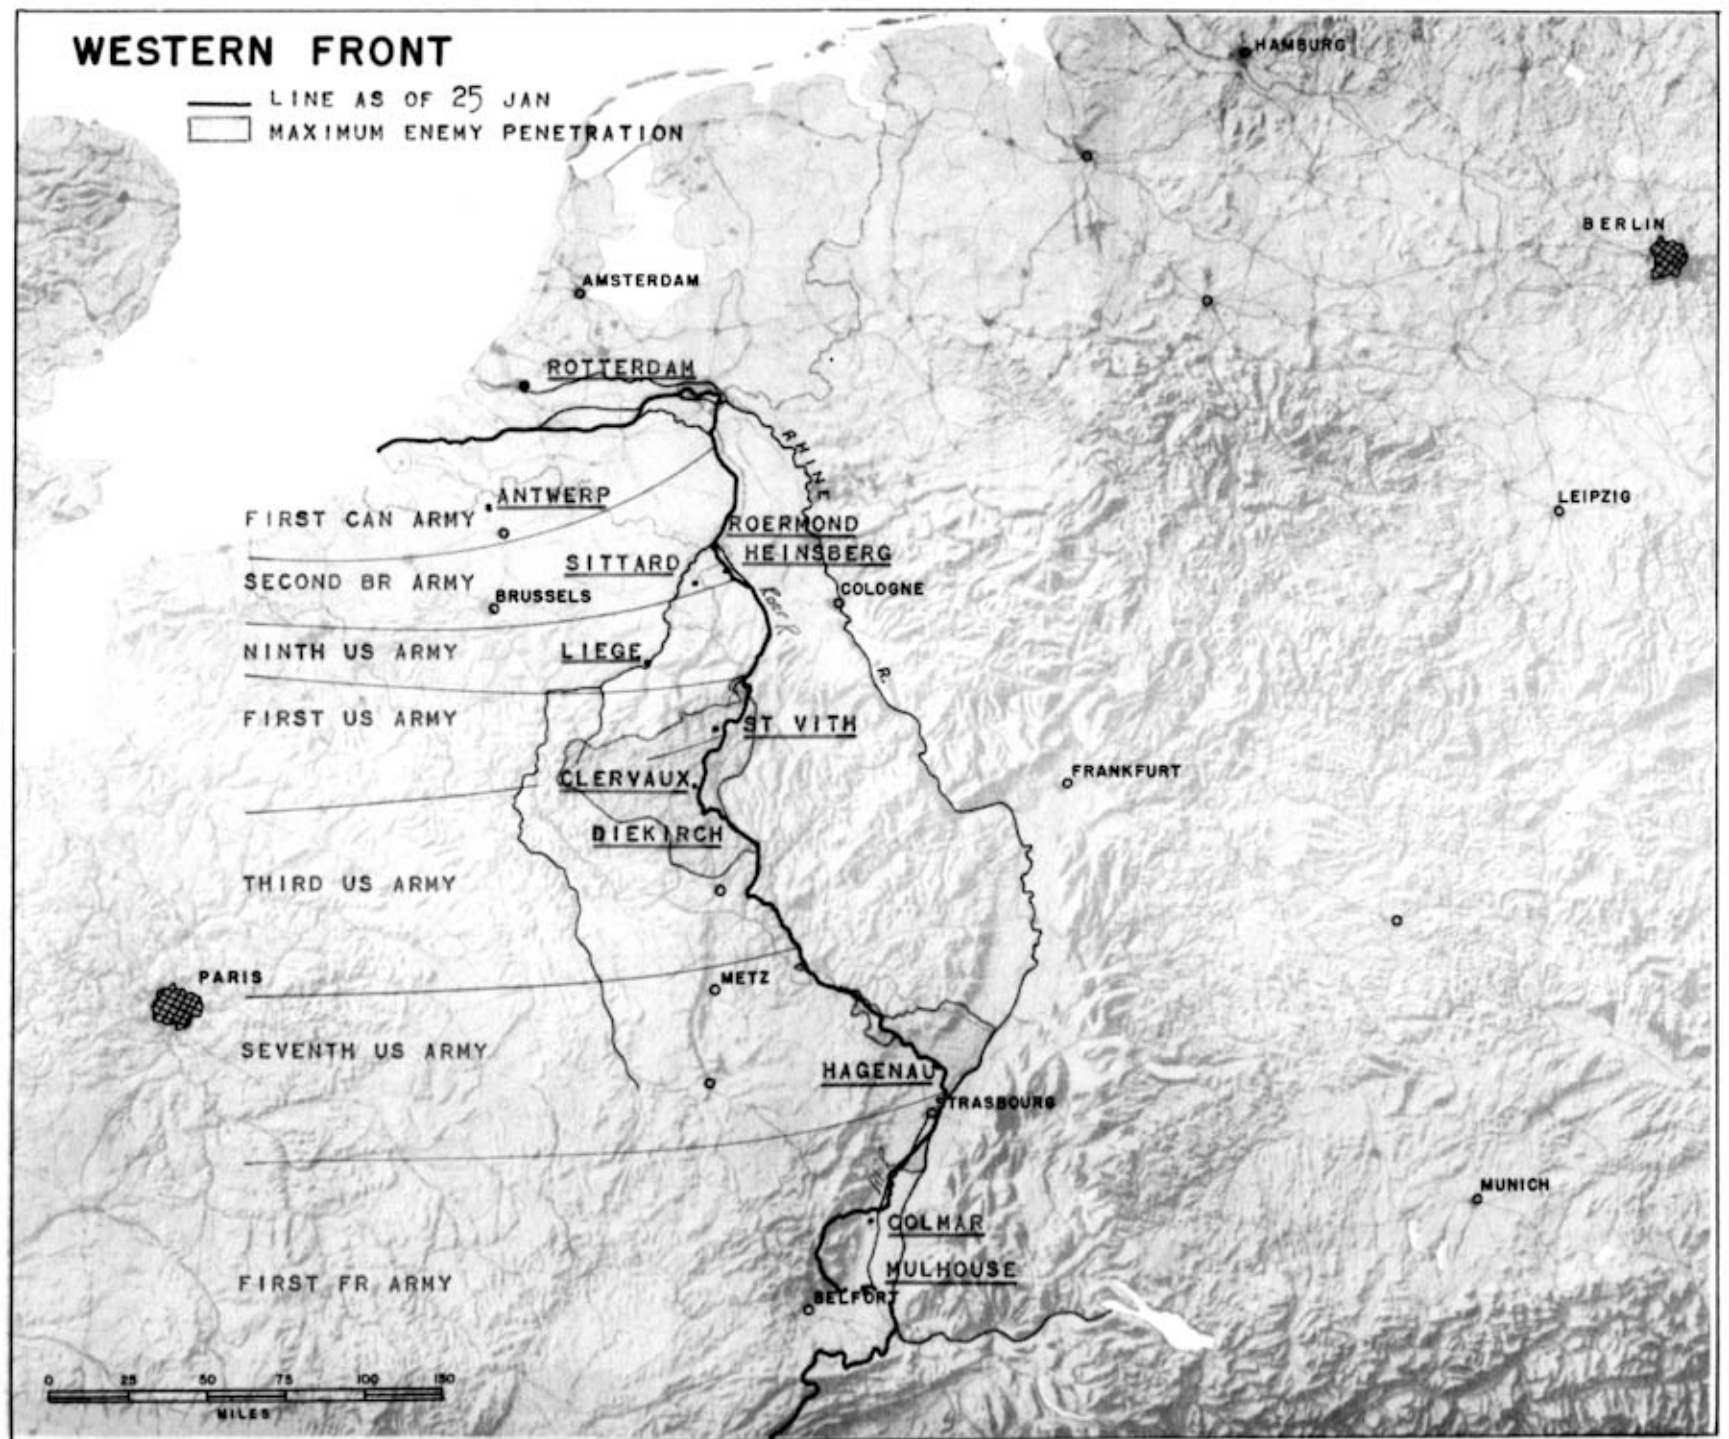 WESTERN FRONT
LINE AS OF 25 JAN
MAXIMUM ENEMY PENETRATION
HAMBURG
BERLIN
AMSTERDAM
ROTTERDAM
RHINE
ANTWERP
LEIPZIG
FIRST CAN ARMY
ROERMOND
HEINSBERG
SITTARD
SECOND BR ARMY
BRUSSELS
COLOGNE
Roer R
NINTH US ARMY
LIEGE
R.
FIRST US ARMY
ST VITH
CLERVAUX
FRANKFURT
DIEKIRCH
THIRD US ARMY
PARIS
METZ
SEVENTH US ARMY
HAGENAU
STRASBOURG
MUNICH
COLMAR
MULHOUSE
FIRST FR ARMY
BELFORT
0 25 50 75 100 150
MILES